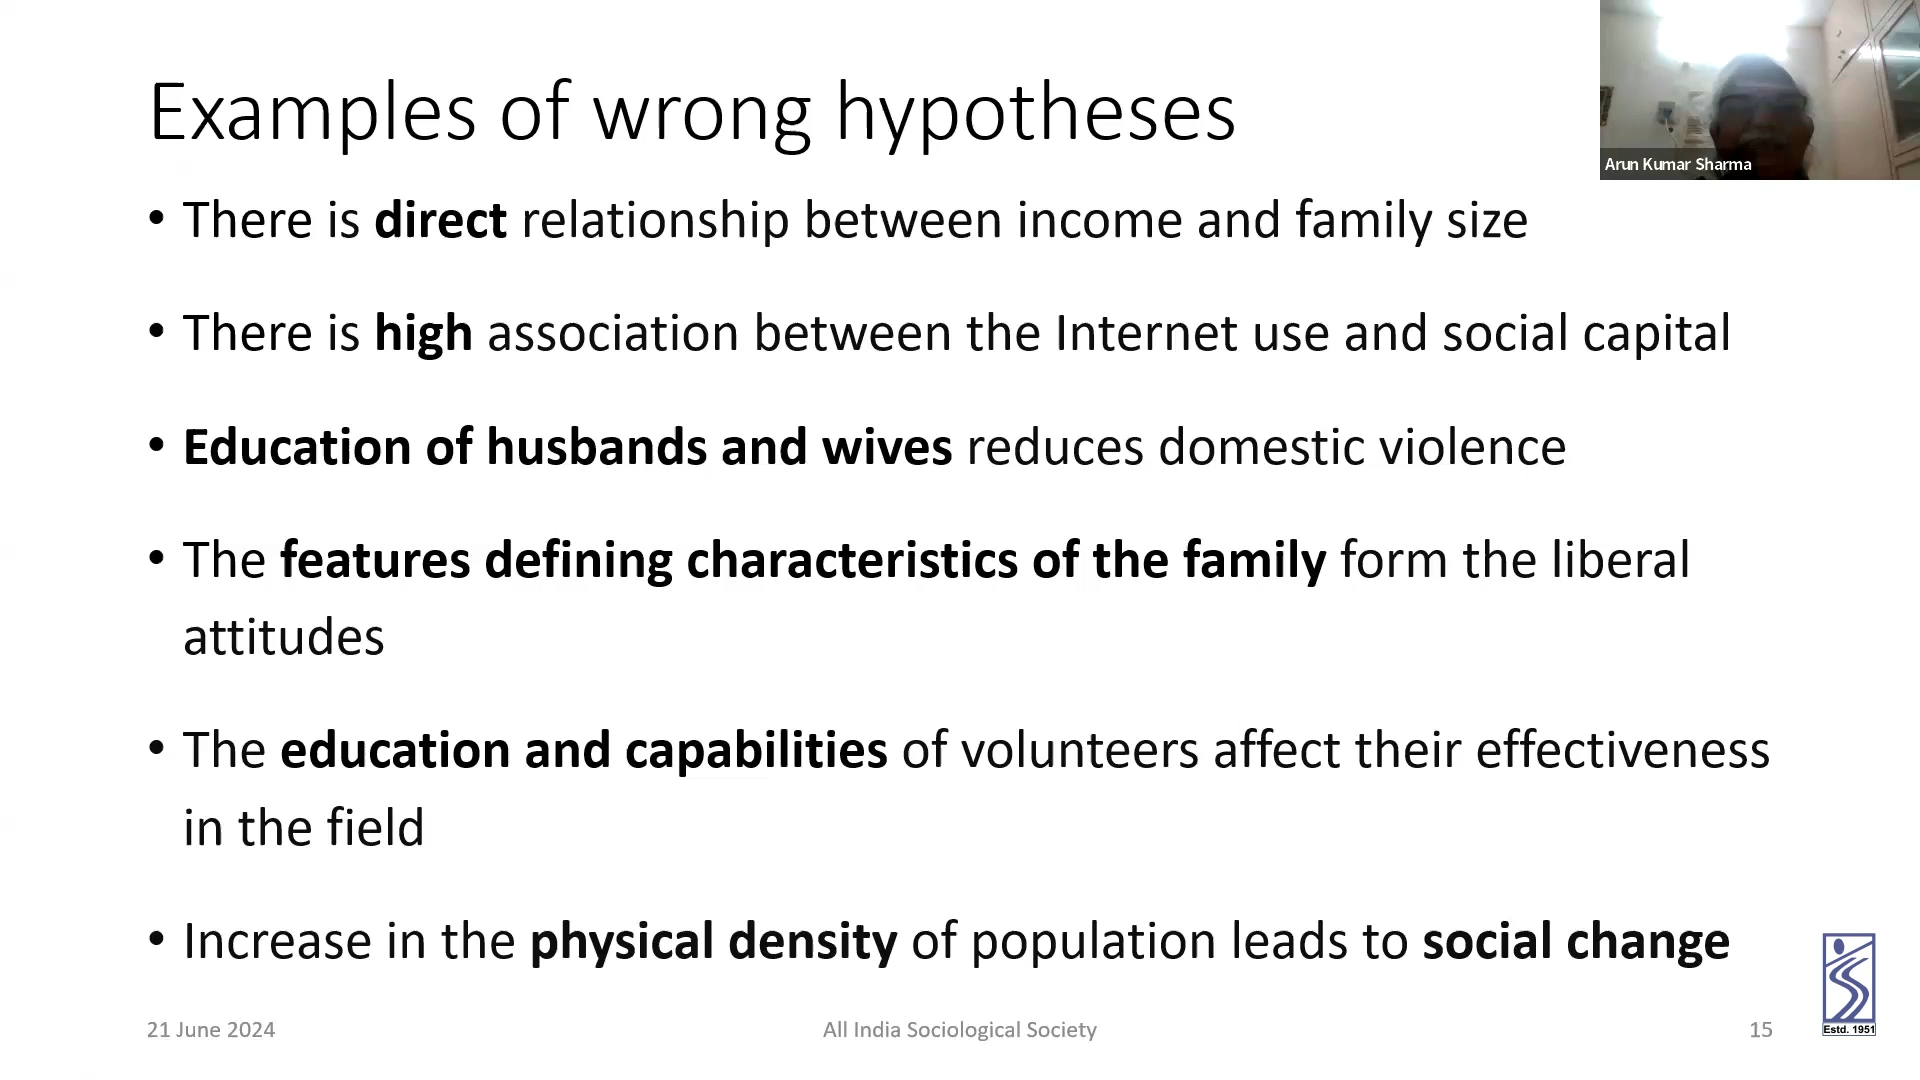 Examples of wrong hypotheses
Arun Kumar Sharma
• There is direct relationship between income and family size
• There is high association between the Internet use and social capital
• Education of husbands and wives reduces domestic violence
• The features defining characteristics of the family form the liberal
attitudes
• The education and capabilities of volunteers affect their effectiveness
in the field
• Increase in the physical density of population leads to social change
21 June 2024
All India Sociological Society
15
Estd. 1951